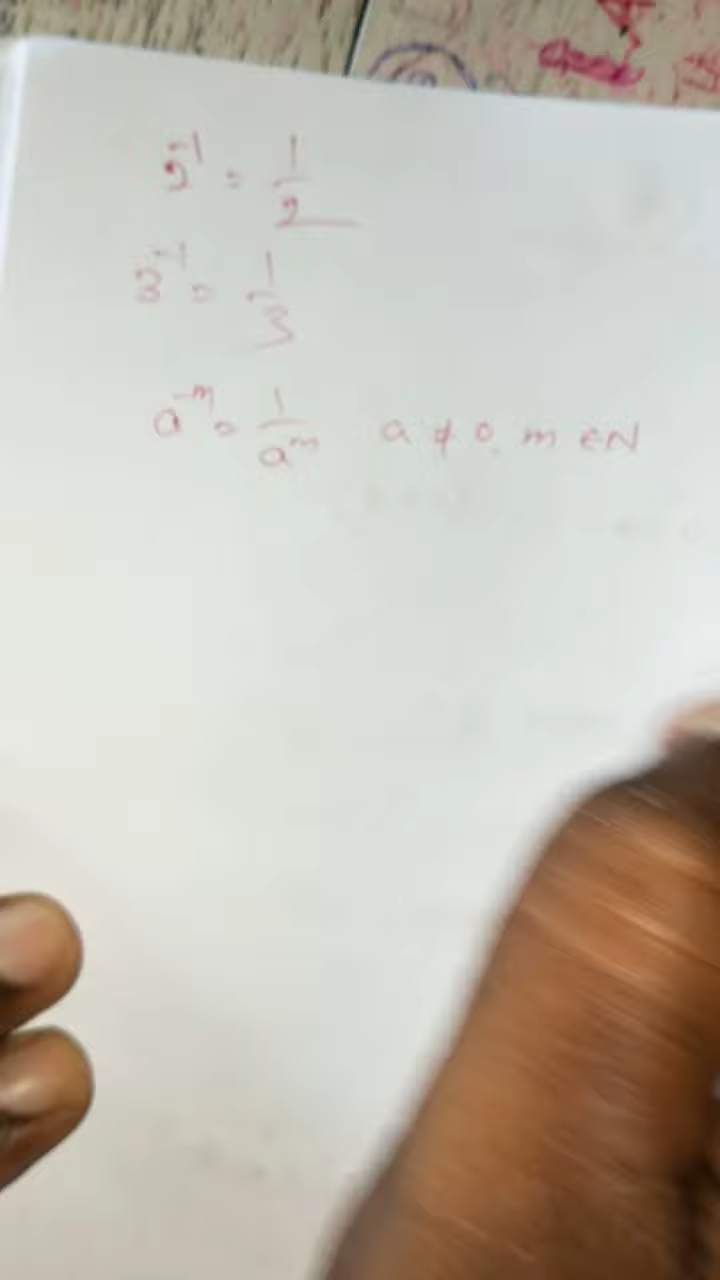 2⁻¹ = 1/2
3⁻¹ = 1/3
a⁻ᵐ = 1/aᵐ a ≠ 0, m ∈ N